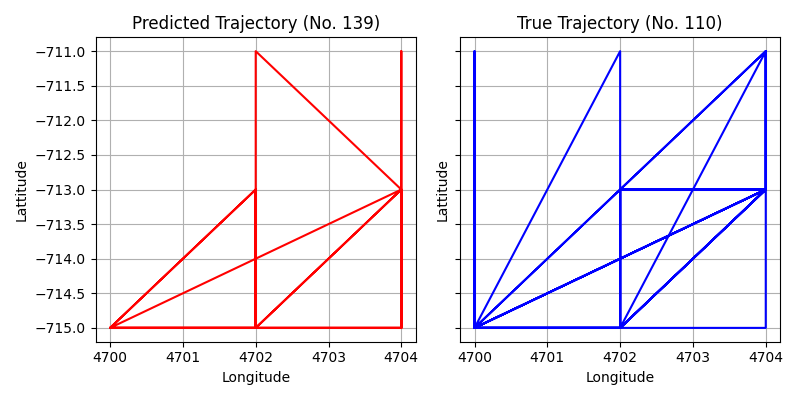 Predicted Trajectory (No. 139)
True Trajectory (No. 110)
−711.0
−711.5
−712.0
−712.5
−713.0
−713.5
−714.0
−714.5
−715.0
Lattitude
Lattitude
4700 4701 4702 4703 4704
4700 4701 4702 4703 4704
Longitude
Longitude